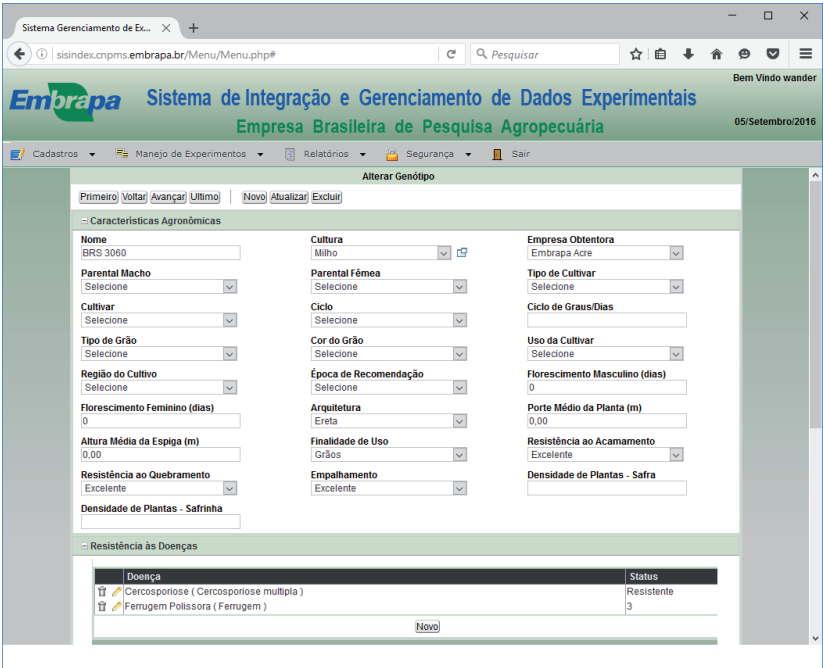 Sistema Gerenciamento de Ex...
sisindex.cnpms.embrapa.br/Menu/Menu.php#
Pesquisar
Bem Vindo wander
Embrapa
Sistema de Integração e Gerenciamento de Dados Experimentais
Empresa Brasileira de Pesquisa Agropecuária
05/Setembro/2016
Cadastros Manejo de Experimentos Relatórios Segurança Sair
Alterar Genótipo
Primeiro Voltar Avançar Ultimo Novo Atualizar Excluir
Características Agronômicas
Nome Cultura Empresa Obtentora
BRS 3060 Milho Embrapa Acre
Parental Macho Parental Fêmea Tipo de Cultivar
Selecione Selecione Selecione
Cultivar Ciclo Ciclo de Graus/Dias
Selecione Selecione
Tipo de Grão Cor do Grão Uso da Cultivar
Selecione Selecione Selecione
Região do Cultivo Época de Recomendação Florescimento Masculino (dias)
Selecione Selecione 0
Florescimento Feminino (dias) Arquitetura Porte Médio da Planta (m)
0 Ereta 0,00
Altura Média da Espiga (m) Finalidade de Uso Resistência ao Acamamento
0,00 Grãos Excelente
Resistência ao Quebramento Empalhamento Densidade de Plantas - Safra
Excelente Excelente
Densidade de Plantas - Safrinha
Resistência às Doenças
Doença Status
Cercosporiose ( Cercosporiose multipla ) Resistente
Ferrugem Polissora ( Ferrugem ) 3
Novo